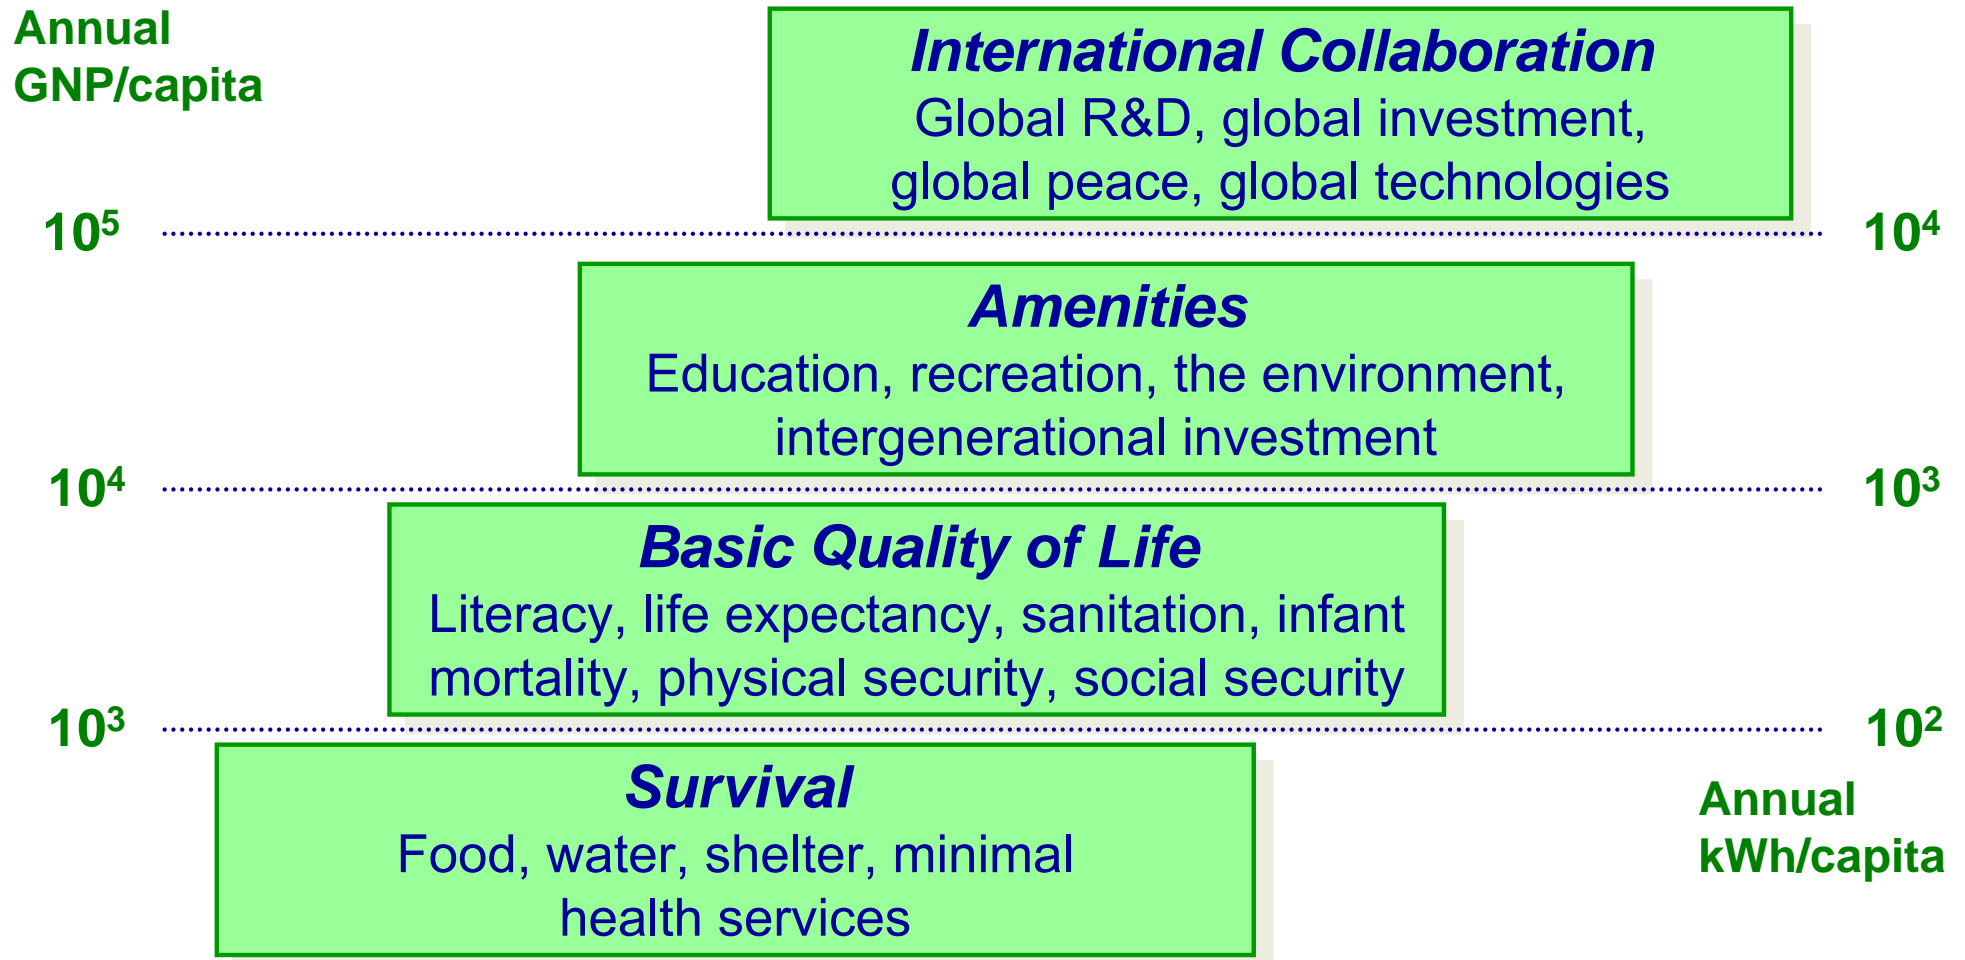 Annual
GNP/capita
International Collaboration
Global R&D, global investment,
global peace, global technologies
10⁵
10⁴
Amenities
Education, recreation, the environment,
intergenerational investment
10⁴
10³
Basic Quality of Life
Literacy, life expectancy, sanitation, infant
mortality, physical security, social security
10³
10²
Survival
Food, water, shelter, minimal
health services
Annual
kWh/capita